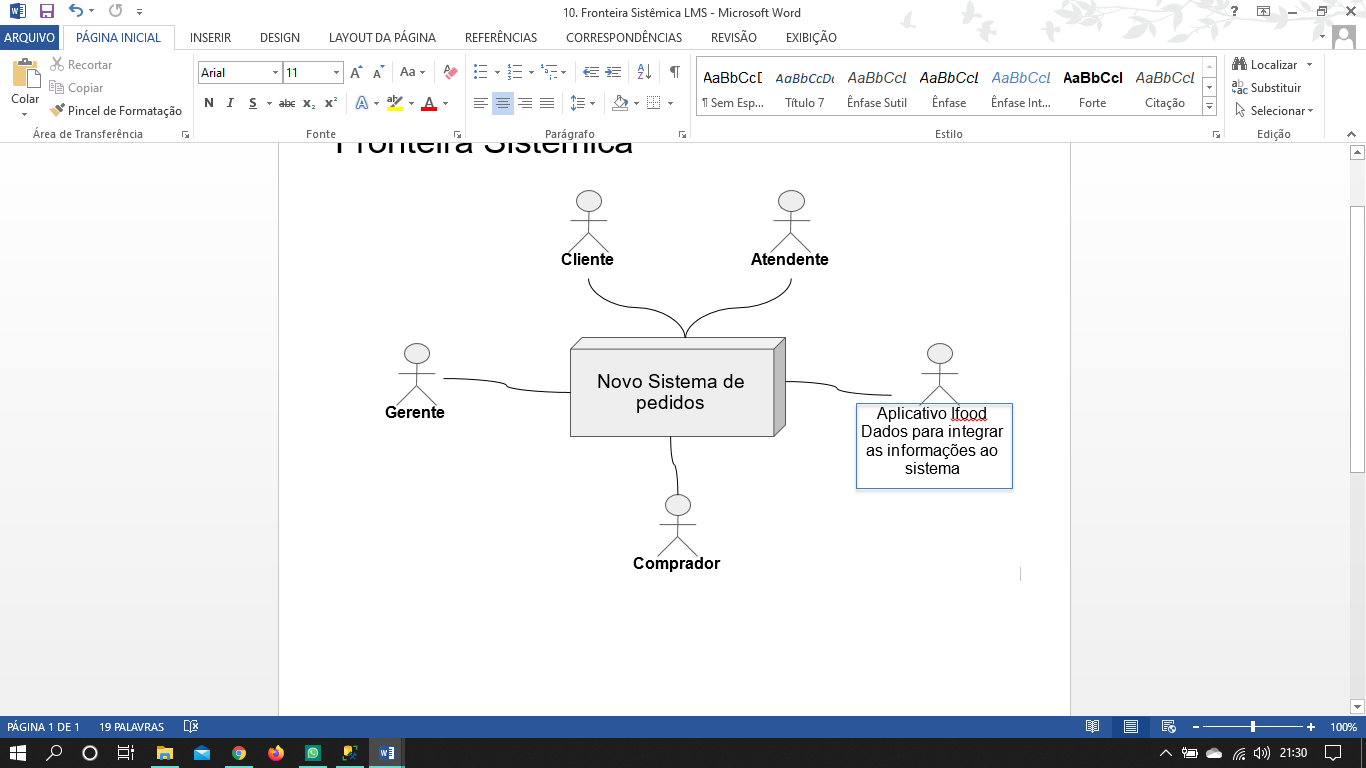 10. Fronteira Sistêmica LMS - Microsoft Word
ARQUIVO PÁGINA INICIAL INSERIR DESIGN LAYOUT DA PÁGINA REFERÊNCIAS CORRESPONDÊNCIAS REVISÃO EXIBIÇÃO
Colar
Recortar
Copiar
Pincel de Formatação
Área de Transferência
Arial 11
Fonte
Parágrafo
AaBbCcD AaBbCcDc AaBbCcL AaBbCcL AaBbCcL AaBbCcl AaBbCcL
¶ Sem Esp... Título 7 Ênfase Sutil Ênfase Ênfase Int... Forte Citação
Estilo
Localizar
Substituir
Selecionar
Edição
Fronteira Sistêmica
Cliente
Atendente
Gerente
Novo Sistema de
pedidos
Aplicativo Ifood
Dados para integrar
as informações ao
sistema
Comprador
PÁGINA 1 DE 1 19 PALAVRAS 100%
21:30